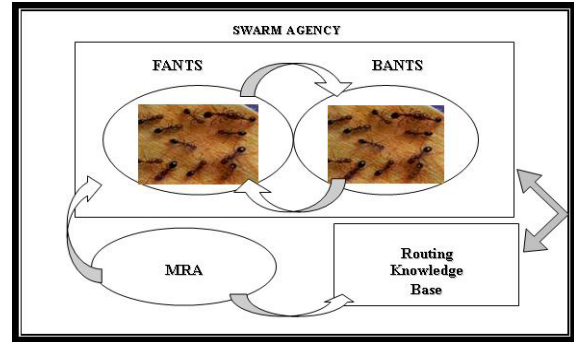 SWARM AGENCY
FANTS
BANTS
MRA
Routing
Knowledge
Base